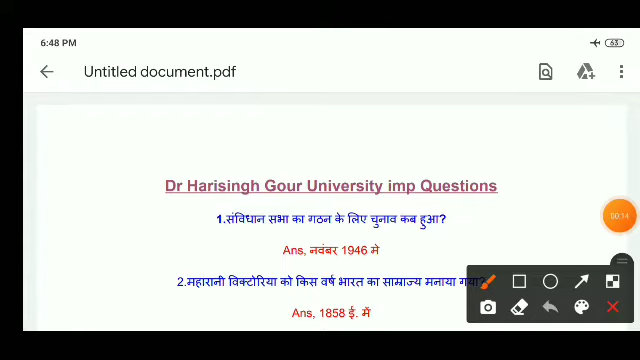 6:48 PM
63
Untitled document.pdf
Dr Harisingh Gour University imp Questions
1.संविधान सभा का गठन के लिए चुनाव कब हुआ?
Ans, नवंबर 1946 मे
00:14
2.महारानी विक्टोरिया को किस वर्ष भारत का साम्राज्य मनाया गया?
Ans, 1858 ई. में